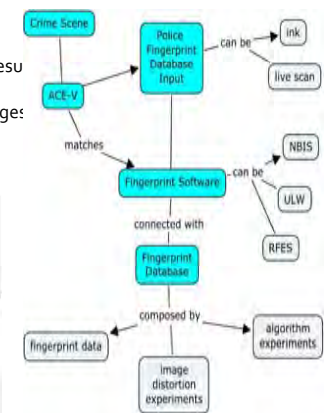 Crime Scene
Police
Fingerprint
Database
Input
can be
ink
live scan
ACE-V
matches
Fingerprint Software
can be
NBIS
ULW
RFES
connected with
Fingerprint
Database
composed by
fingerprint data
image
distortion
experiments
algorithm
experiments